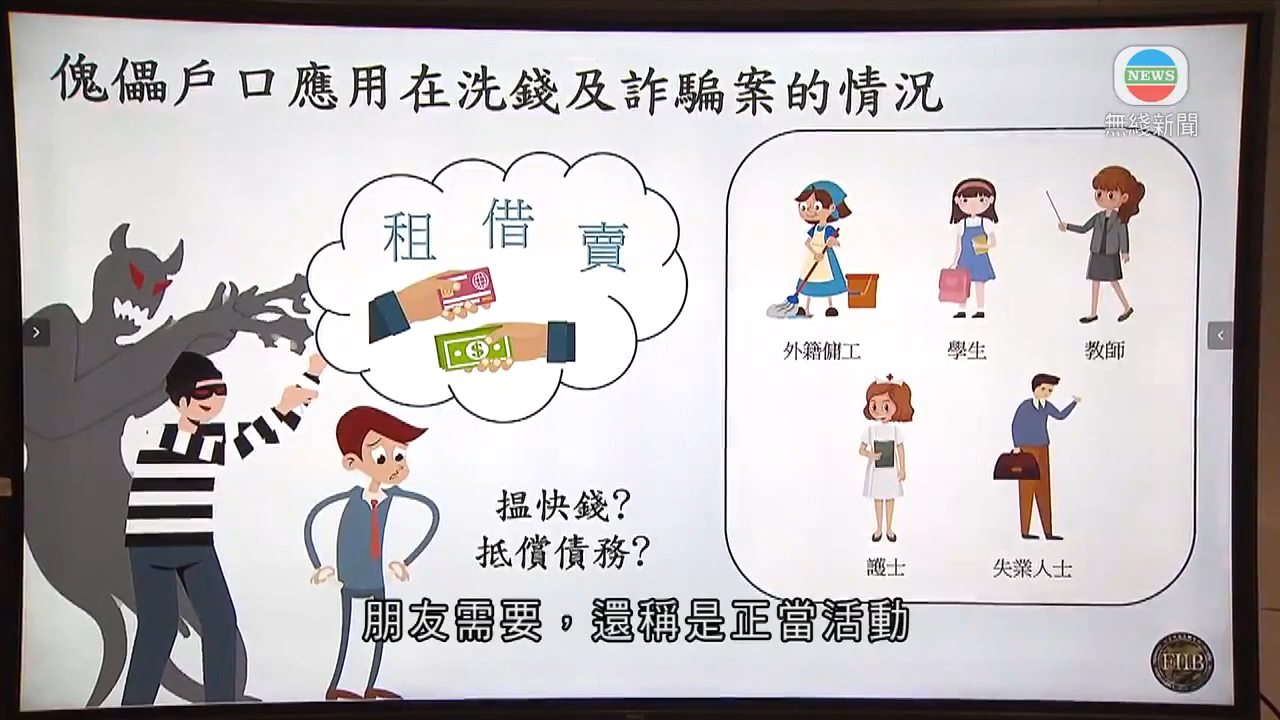 傀儡戶口應用在洗錢及詐騙案的情況
NEWS
無綫新聞
租 借 賣
外籍傭工
學生
教師
護士
失業人士
搵快錢?
抵償債務?
朋友需要，還稱是正當活動
FIIB